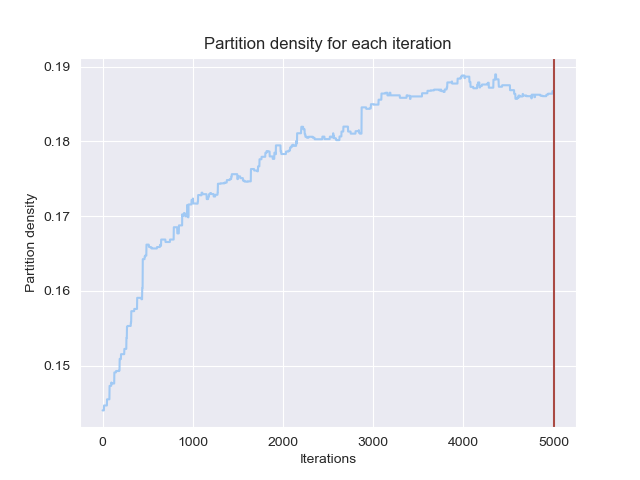 Partition density for each iteration
0.19
0.18
0.17
0.16
0.15
Partition density
0 1000 2000 3000 4000 5000
Iterations